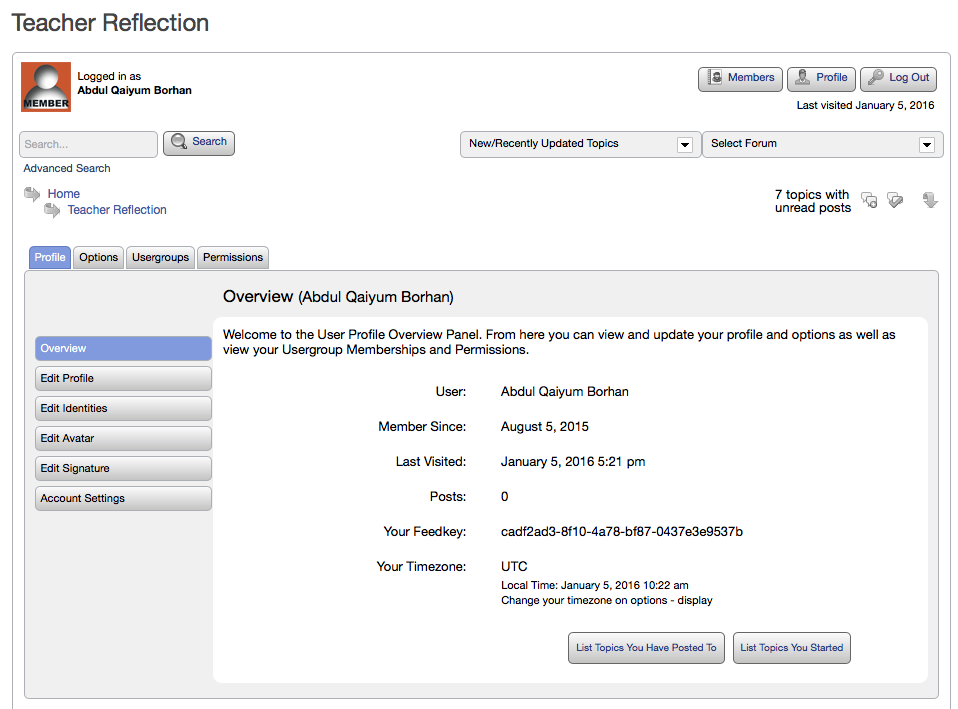 Teacher Reflection
MEMBER
Logged in as
Abdul Qaiyum Borhan
Members
Profile
Log Out
Last visited January 5, 2016
Search...
Search
New/Recently Updated Topics
Select Forum
Advanced Search
Home
Teacher Reflection
7 topics with
unread posts
Profile
Options
Usergroups
Permissions
Overview (Abdul Qaiyum Borhan)
Overview
Edit Profile
Edit Identities
Edit Avatar
Edit Signature
Account Settings
Welcome to the User Profile Overview Panel. From here you can view and update your profile and options as well as
view your Usergroup Memberships and Permissions.
User: Abdul Qaiyum Borhan
Member Since: August 5, 2015
Last Visited: January 5, 2016 5:21 pm
Posts: 0
Your Feedkey: cadf2ad3-8f10-4a78-bf87-0437e3e9537b
Your Timezone: UTC
Local Time: January 5, 2016 10:22 am
Change your timezone on options - display
List Topics You Have Posted To
List Topics You Started